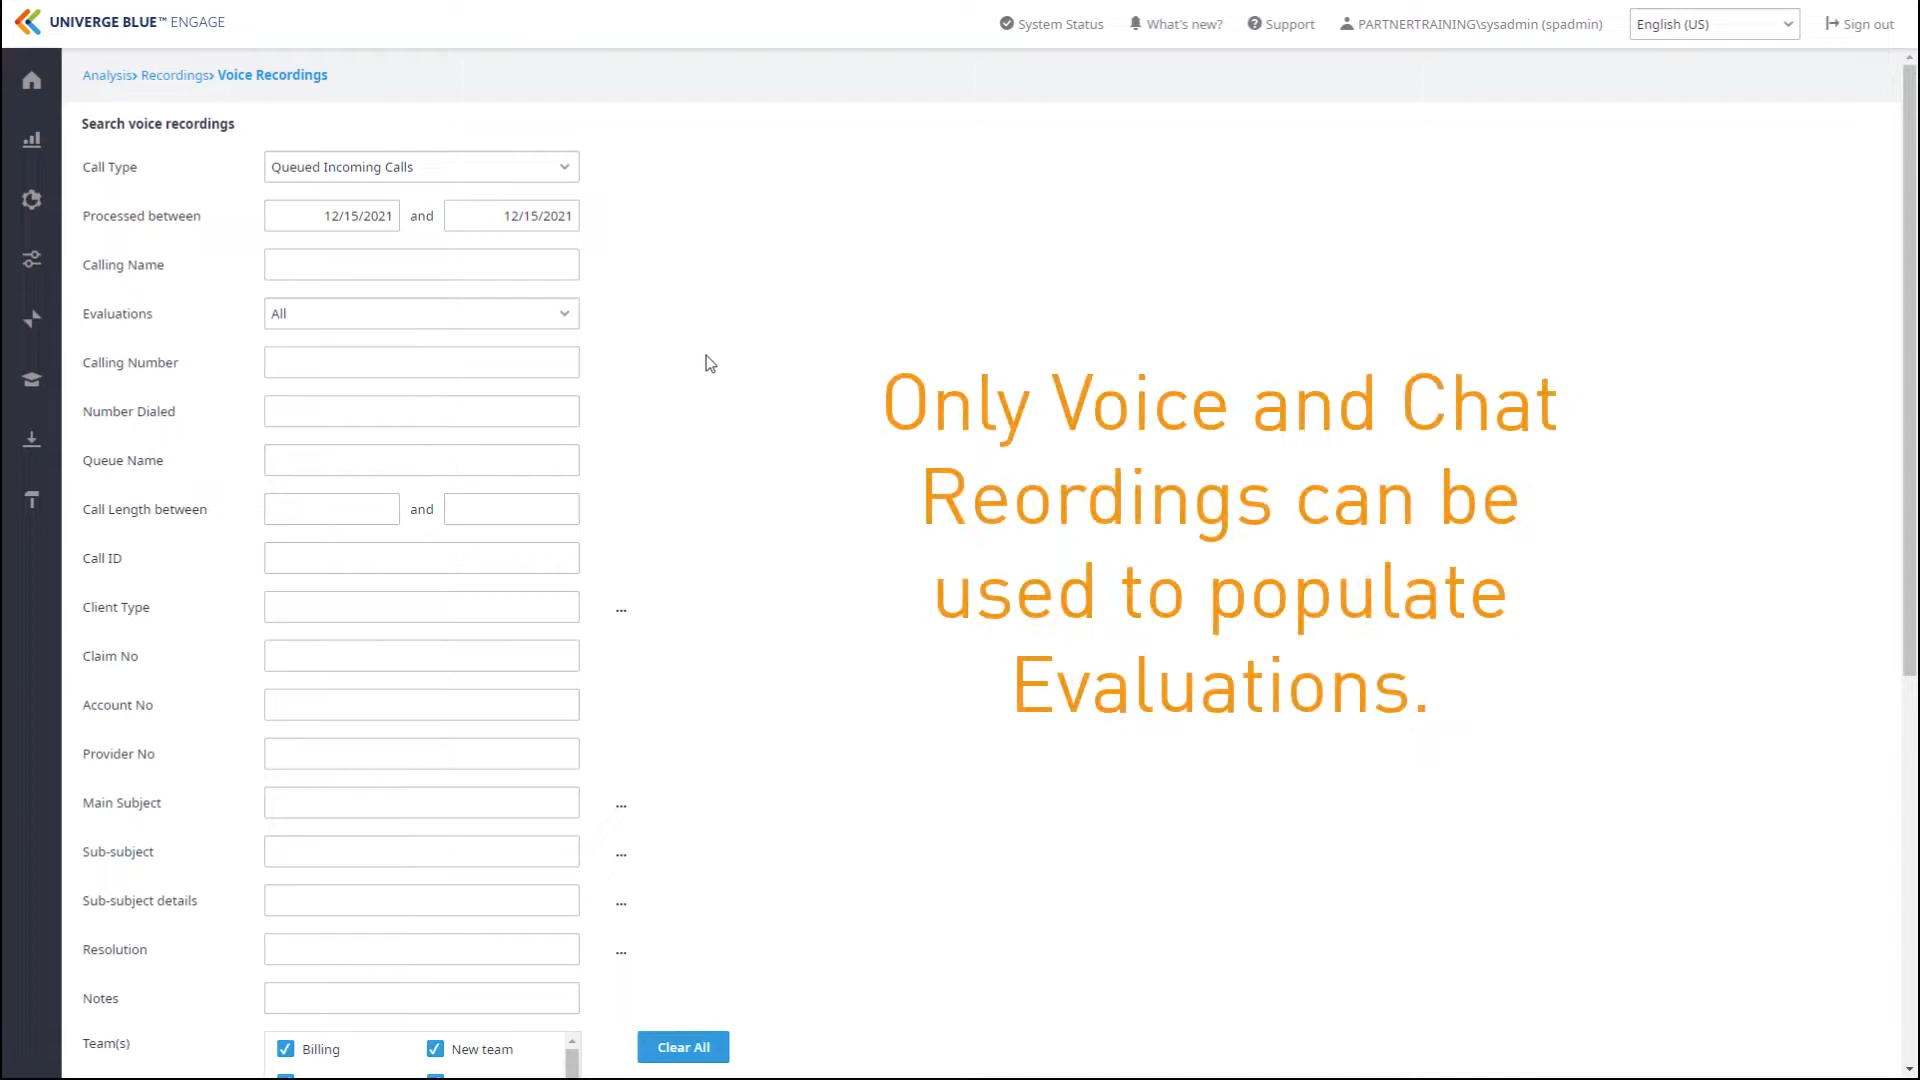 UNIVERGE BLUE™ ENGAGE
System Status
What's new?
Support
PARTNERTRAINING\sysadmin (spadmin)
English (US)
Sign out
Analysis› Recordings› Voice Recordings
Search voice recordings
Call Type
Queued Incoming Calls
Processed between
12/15/2021 and 12/15/2021
Calling Name
Evaluations
All
Calling Number
Number Dialed
Queue Name
Call Length between
and
Call ID
Client Type
...
Claim No
Account No
Provider No
Main Subject
...
Sub-subject
...
Sub-subject details
...
Resolution
...
Notes
Team(s)
Billing
New team
Clear All
Only Voice and Chat
Reordings can be
used to populate
Evaluations.